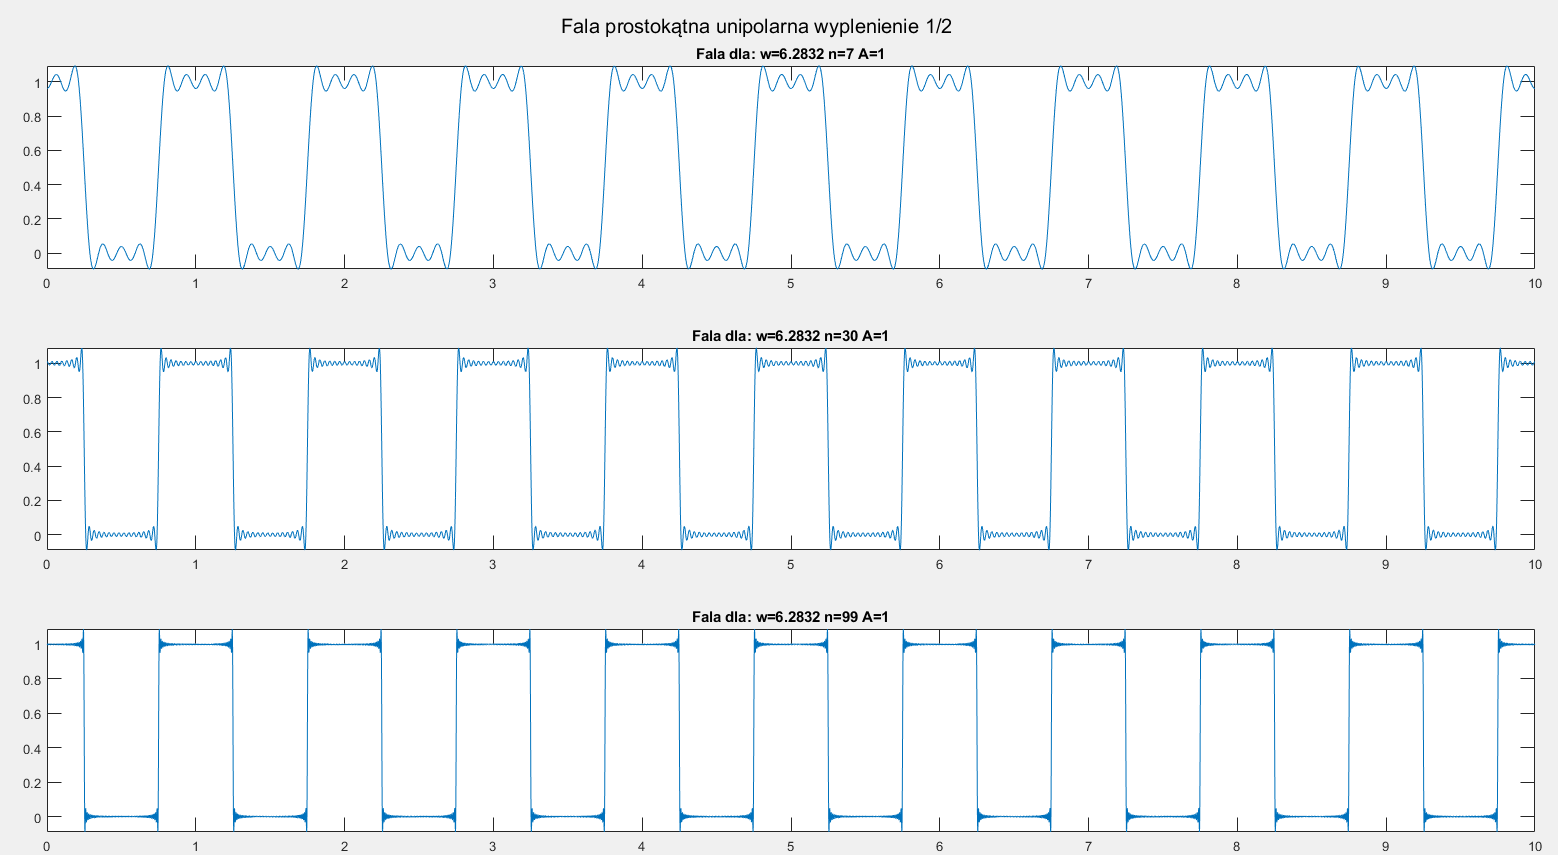 Fala prostokątna unipolarna wyplenienie 1/2
Fala dla: w=6.2832 n=7 A=1
1
0.8
0.6
0.4
0.2
0
0 1 2 3 4 5 6 7 8 9 10
Fala dla: w=6.2832 n=30 A=1
1
0.8
0.6
0.4
0.2
0
0 1 2 3 4 5 6 7 8 9 10
Fala dla: w=6.2832 n=99 A=1
1
0.8
0.6
0.4
0.2
0
0 1 2 3 4 5 6 7 8 9 10